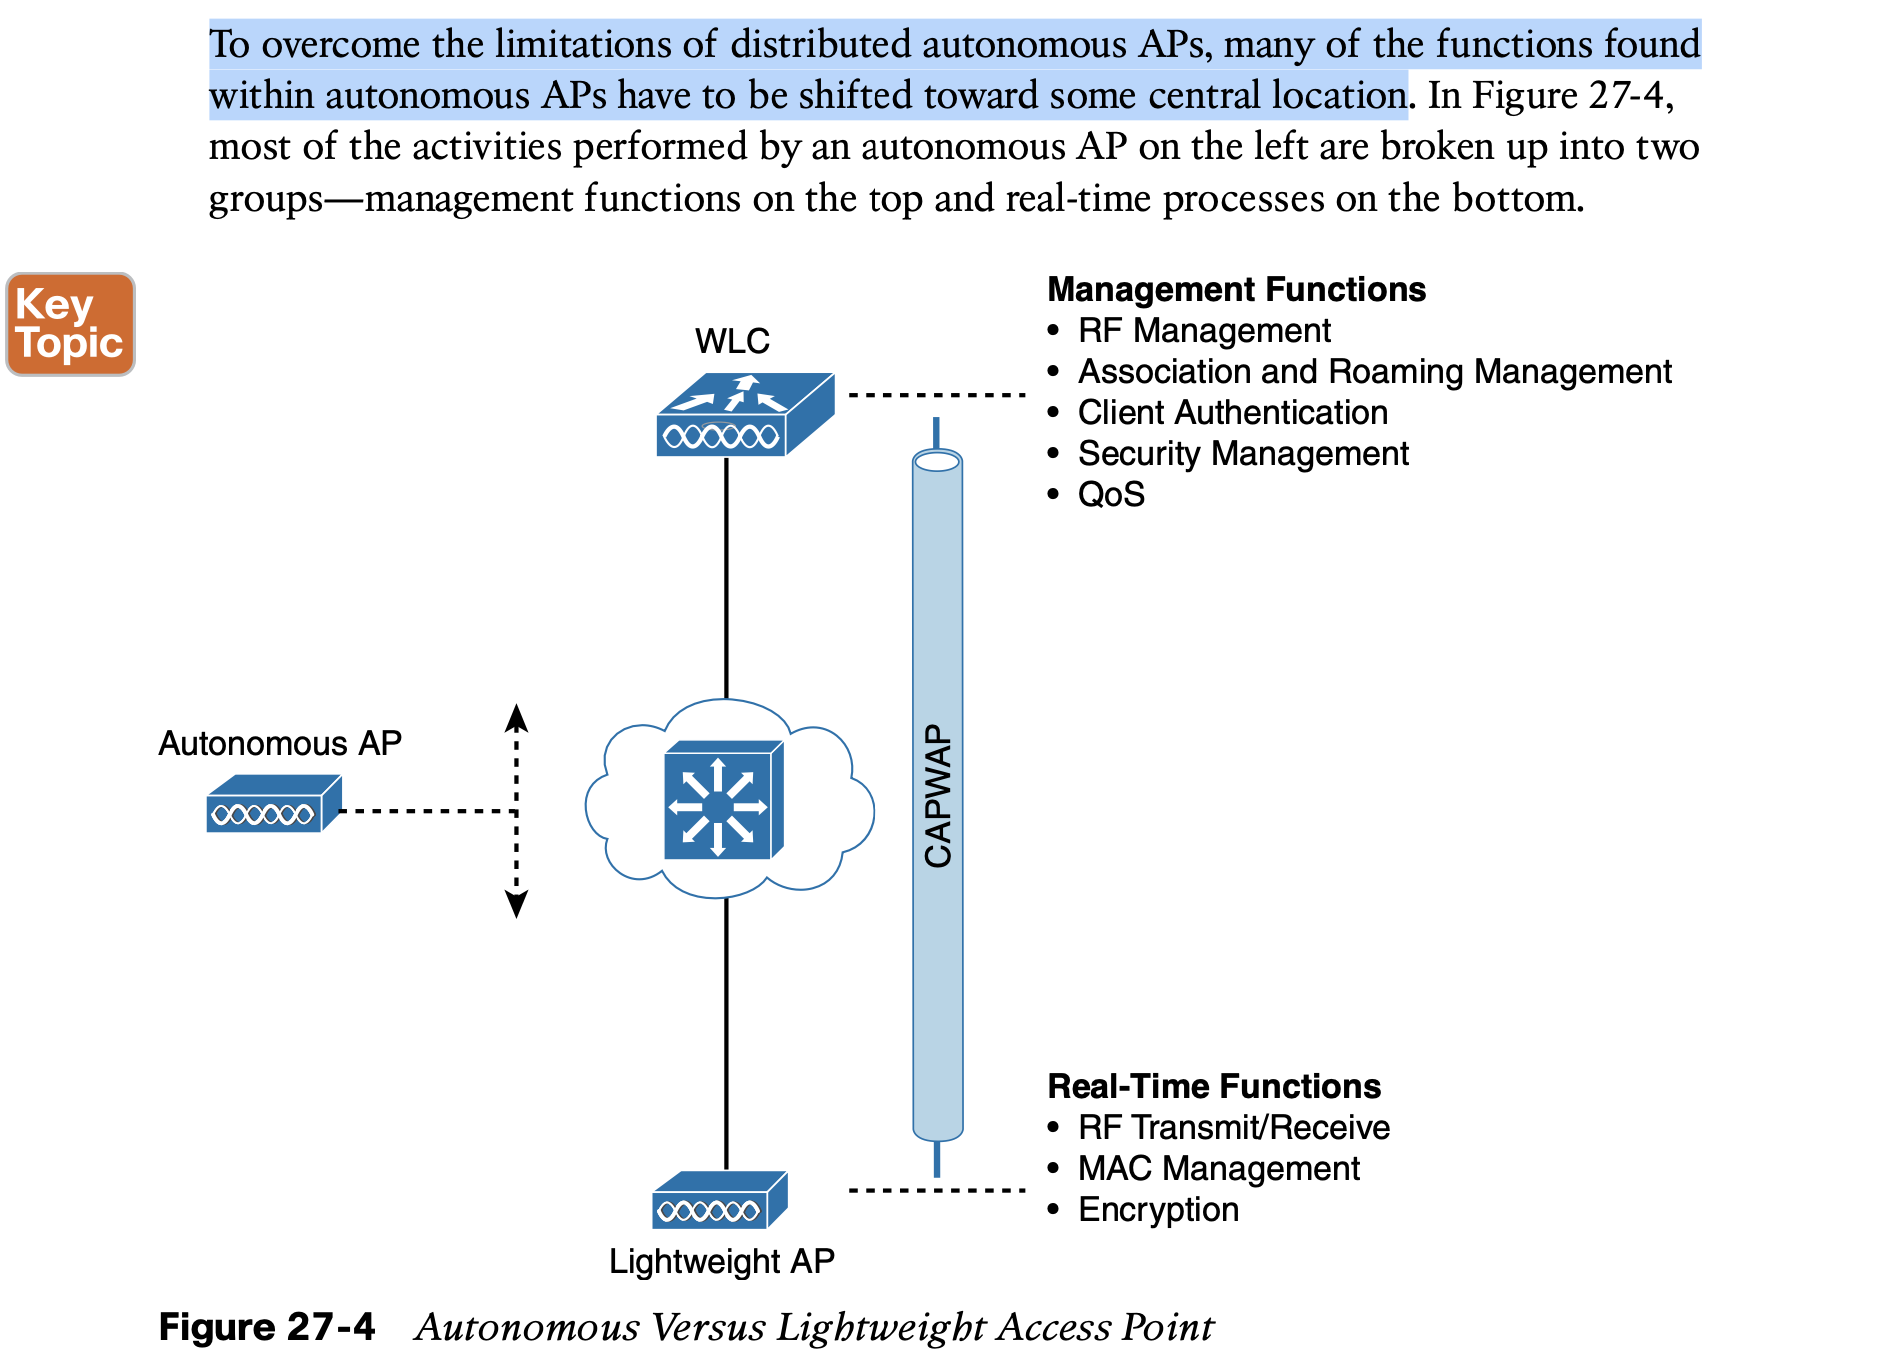 To overcome the limitations of distributed autonomous APs, many of the functions found
within autonomous APs have to be shifted toward some central location. In Figure 27-4,
most of the activities performed by an autonomous AP on the left are broken up into two
groups—management functions on the top and real-time processes on the bottom.
Key
Topic
WLC
Management Functions
• RF Management
• Association and Roaming Management
• Client Authentication
• Security Management
• QoS
Autonomous AP
CAPWAP
Real-Time Functions
• RF Transmit/Receive
• MAC Management
• Encryption
Lightweight AP
Figure 27-4 Autonomous Versus Lightweight Access Point